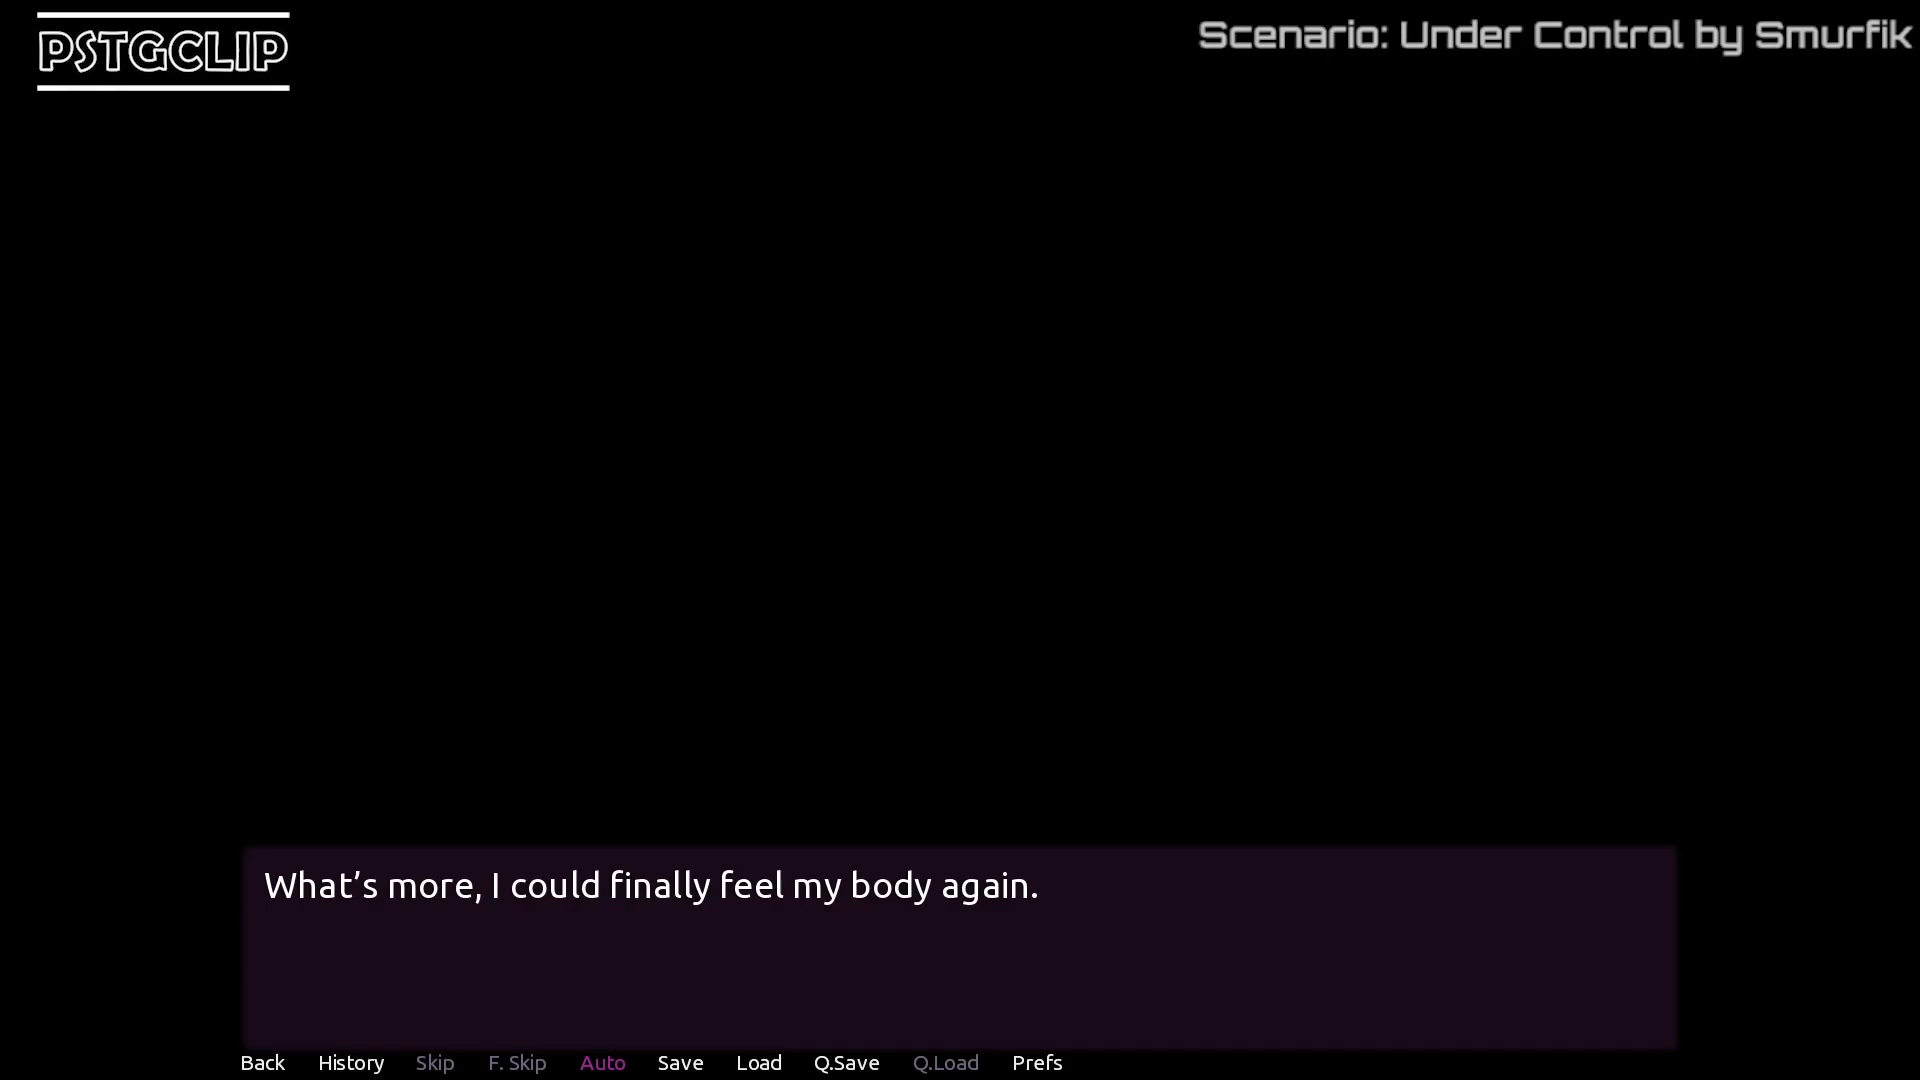 PSTGCLIP
Scenario: Under Control by Smurfik
What’s more, I could finally feel my body again.
Back History Skip F. Skip Auto Save Load Q.Save Q.Load Prefs